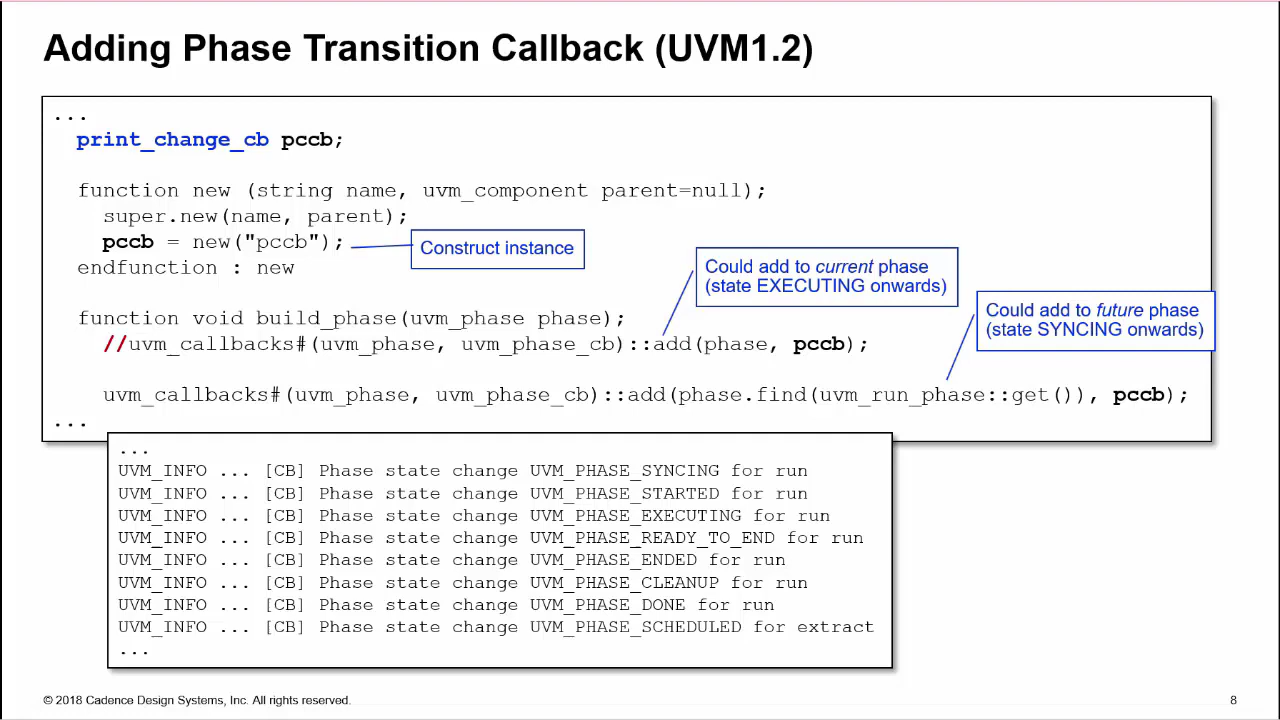 Adding Phase Transition Callback (UVM1.2)
...
print_change_cb pccb;
function new (string name, uvm_component parent=null);
super.new(name, parent);
pccb = new("pccb");
Construct instance
endfunction : new
Could add to current phase
(state EXECUTING onwards)
Could add to future phase
(state SYNCING onwards)
function void build_phase(uvm_phase phase);
//uvm_callbacks#(uvm_phase, uvm_phase_cb)::add(phase, pccb);
uvm_callbacks#(uvm_phase, uvm_phase_cb)::add(phase.find(uvm_run_phase::get()), pccb);
...
...
UVM_INFO ... [CB] Phase state change UVM_PHASE_SYNCING for run
UVM_INFO ... [CB] Phase state change UVM_PHASE_STARTED for run
UVM_INFO ... [CB] Phase state change UVM_PHASE_EXECUTING for run
UVM_INFO ... [CB] Phase state change UVM_PHASE_READY_TO_END for run
UVM_INFO ... [CB] Phase state change UVM_PHASE_ENDED for run
UVM_INFO ... [CB] Phase state change UVM_PHASE_CLEANUP for run
UVM_INFO ... [CB] Phase state change UVM_PHASE_DONE for run
UVM_INFO ... [CB] Phase state change UVM_PHASE_SCHEDULED for extract
...
© 2018 Cadence Design Systems, Inc. All rights reserved.
8